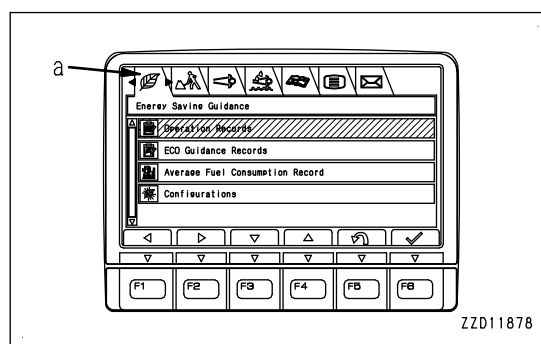 a
Energy Saving Guidance
Operation Records
ECO Guidance Records
Average Fuel Consumption Record
Configurations
F1 F2 F3 F4 F5 F6
ZZD11878